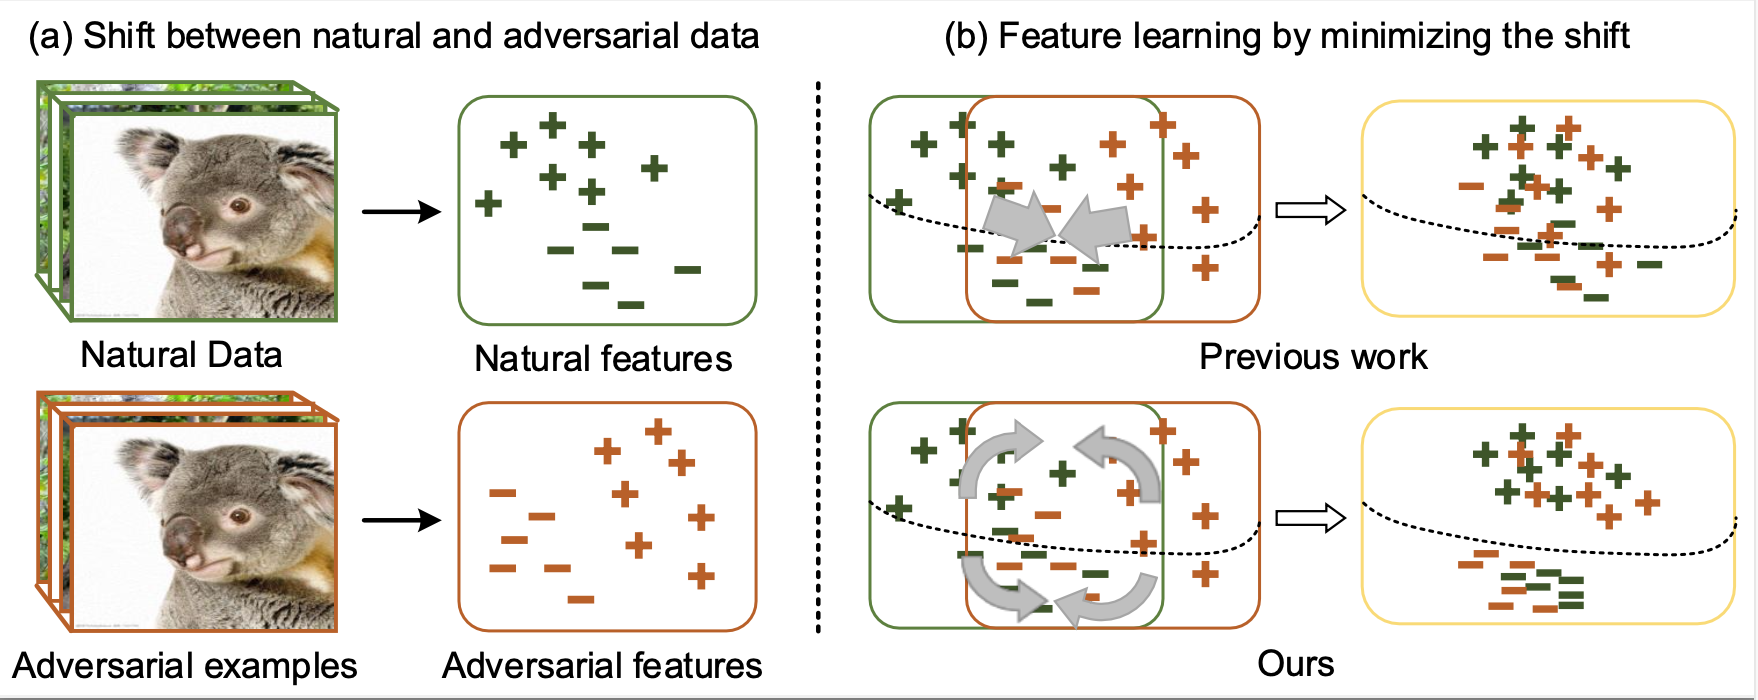 (a) Shift between natural and adversarial data
(b) Feature learning by minimizing the shift
Natural Data
Natural features
Previous work
Adversarial examples
Adversarial features
Ours